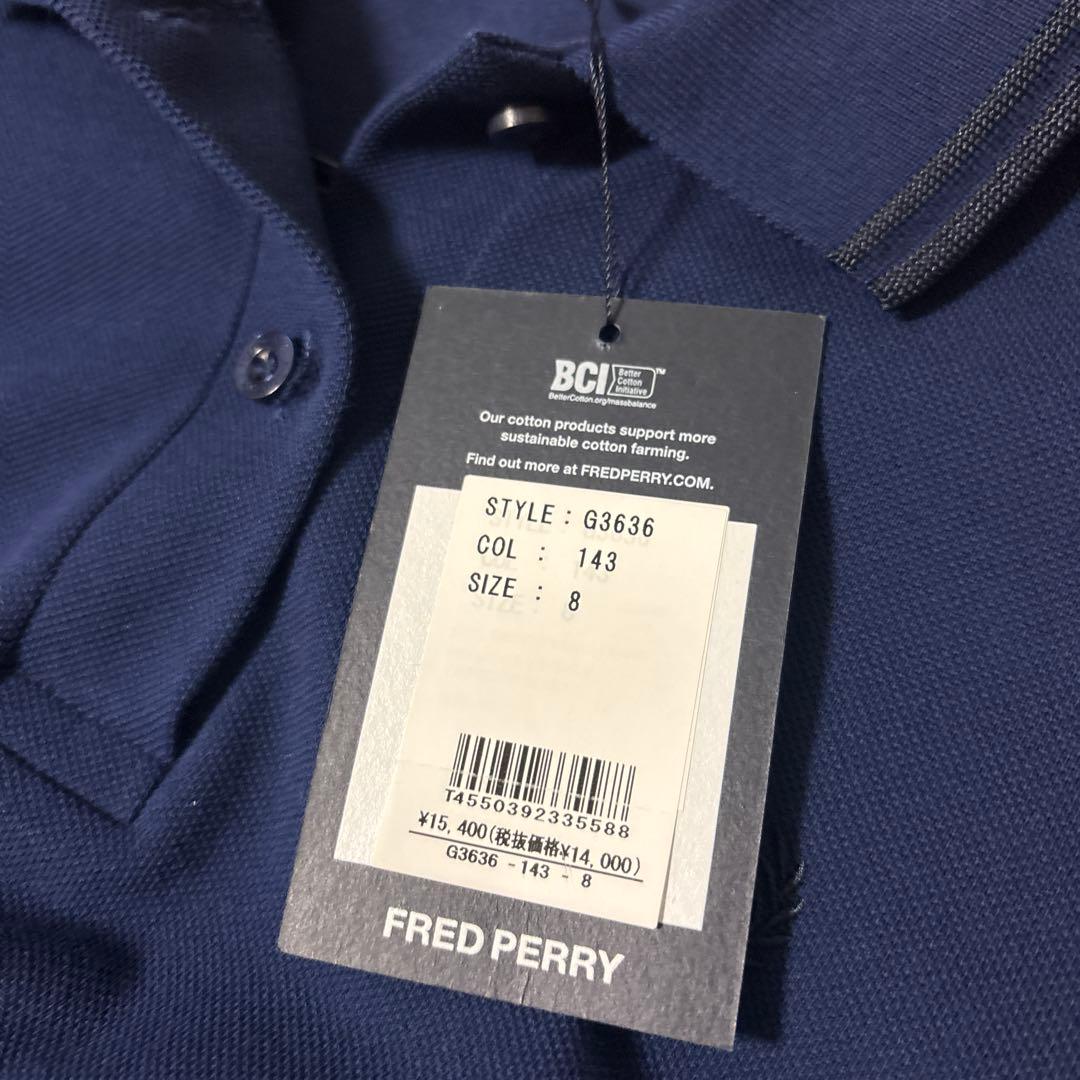 BCI Better Cotton Initiative™
BetterCotton.org/massbalance
Our cotton products support more
sustainable cotton farming.
Find out more at FREDPERRY.COM.
STYLE : G3636
COL : 143
SIZE : 8
T4550392335588
¥15,400(税抜価格¥14,000)
G3636 - 143 - 8
FRED PERRY